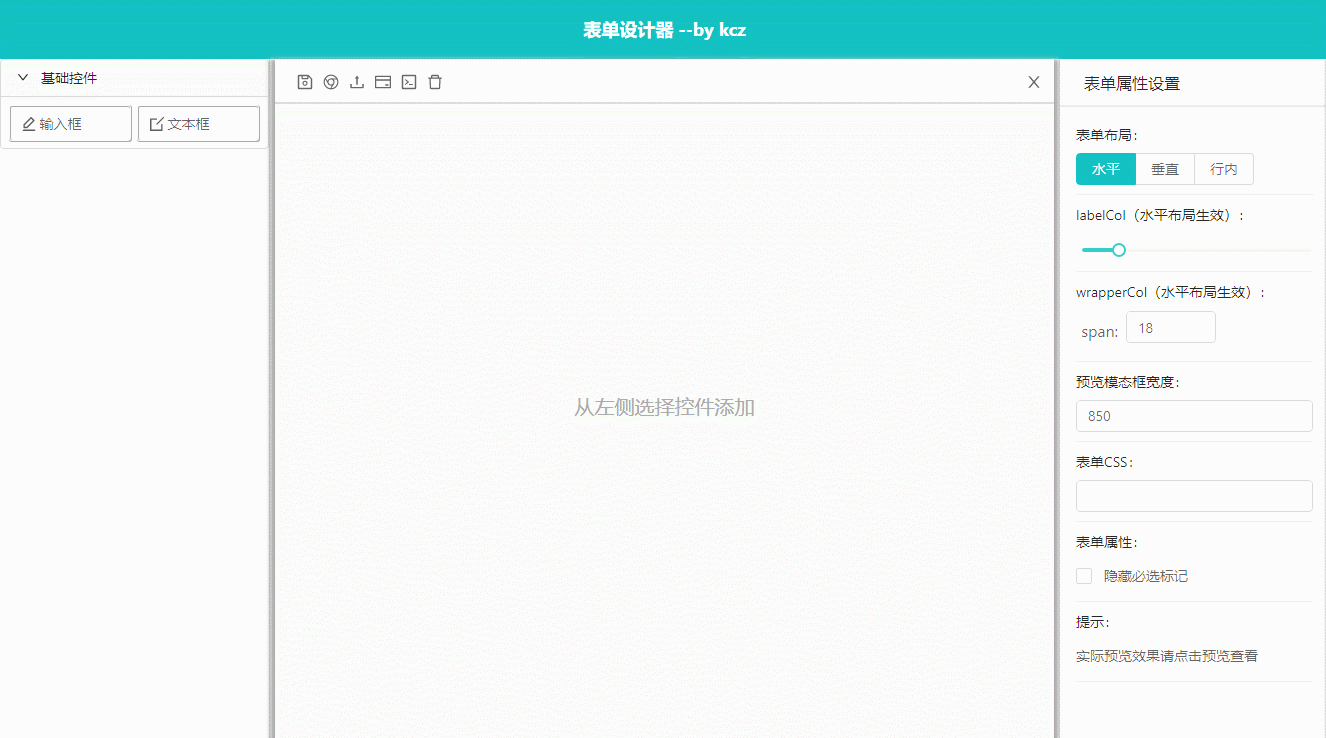 表单设计器 --by kcz
基础控件
输入框
文本框
从左侧选择控件添加
表单属性设置
表单布局:
水平
垂直
行内
labelCol（水平布局生效）:
wrapperCol（水平布局生效）:
span:
18
预览模态框宽度:
850
表单CSS:
表单属性:
隐藏必选标记
提示:
实际预览效果请点击预览查看